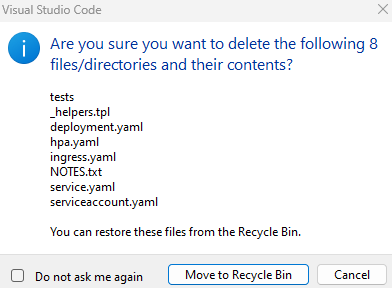 Visual Studio Code
Are you sure you want to delete the following 8
files/directories and their contents?
tests
_helpers.tpl
deployment.yaml
hpa.yaml
ingress.yaml
NOTES.txt
service.yaml
serviceaccount.yaml
You can restore these files from the Recycle Bin.
Do not ask me again
Move to Recycle Bin
Cancel